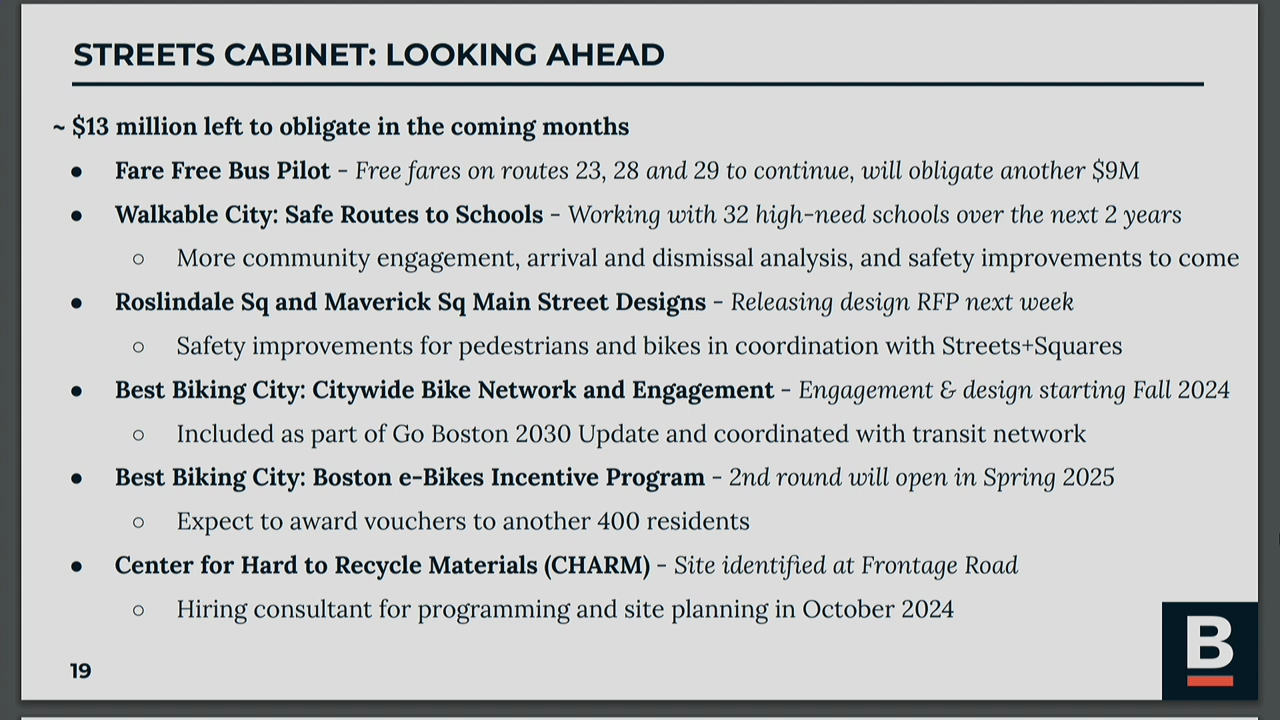 STREETS CABINET: LOOKING AHEAD
~ $13 million left to obligate in the coming months
● Fare Free Bus Pilot - Free fares on routes 23, 28 and 29 to continue, will obligate another $9M
● Walkable City: Safe Routes to Schools - Working with 32 high-need schools over the next 2 years
○ More community engagement, arrival and dismissal analysis, and safety improvements to come
● Roslindale Sq and Maverick Sq Main Street Designs - Releasing design RFP next week
○ Safety improvements for pedestrians and bikes in coordination with Streets+Squares
● Best Biking City: Citywide Bike Network and Engagement - Engagement & design starting Fall 2024
○ Included as part of Go Boston 2030 Update and coordinated with transit network
● Best Biking City: Boston e-Bikes Incentive Program - 2nd round will open in Spring 2025
○ Expect to award vouchers to another 400 residents
● Center for Hard to Recycle Materials (CHARM) - Site identified at Frontage Road
○ Hiring consultant for programming and site planning in October 2024
19
B